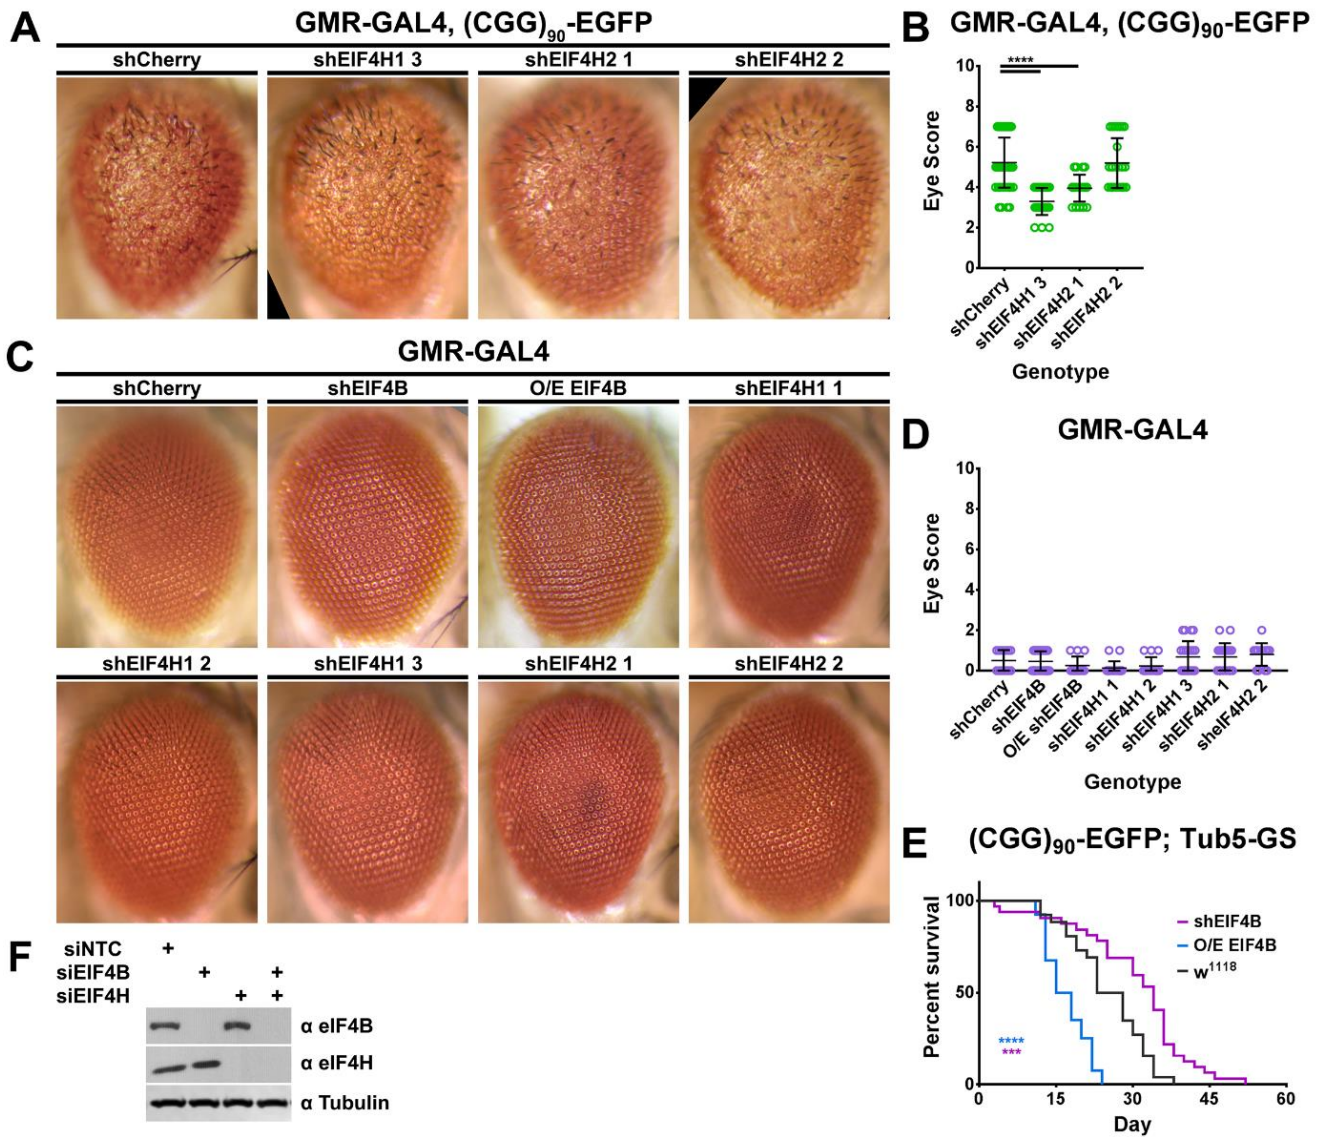 A
GMR-GAL4, (CGG)90-EGFP
shCherry shEIF4H1 3 shEIF4H2 1 shEIF4H2 2
B
GMR-GAL4, (CGG)90-EGFP
****
10
8
6
4
2
0
Eye Score
shCherry
shEIF4H1 3
shEIF4H2 1
shEIF4H2 2
Genotype
C
GMR-GAL4
shCherry shEIF4B O/E EIF4B shEIF4H1 1
shEIF4H1 2 shEIF4H1 3 shEIF4H2 1 shEIF4H2 2
D
GMR-GAL4
10
8
6
4
2
0
Eye Score
shCherry
shEIF4B
O/E shEIF4B
shEIF4H1 1
shEIF4H1 2
shEIF4H1 3
shEIF4H2 1
sheIF4H2 2
Genotype
E
(CGG)90-EGFP; Tub5-GS
100
50
0
Percent survival
shEIF4B
O/E EIF4B
w1118
****
***
0 15 30 45 60
Day
F
siNTC +
siEIF4B + +
siEIF4H + +
α eIF4B
α eIF4H
α Tubulin